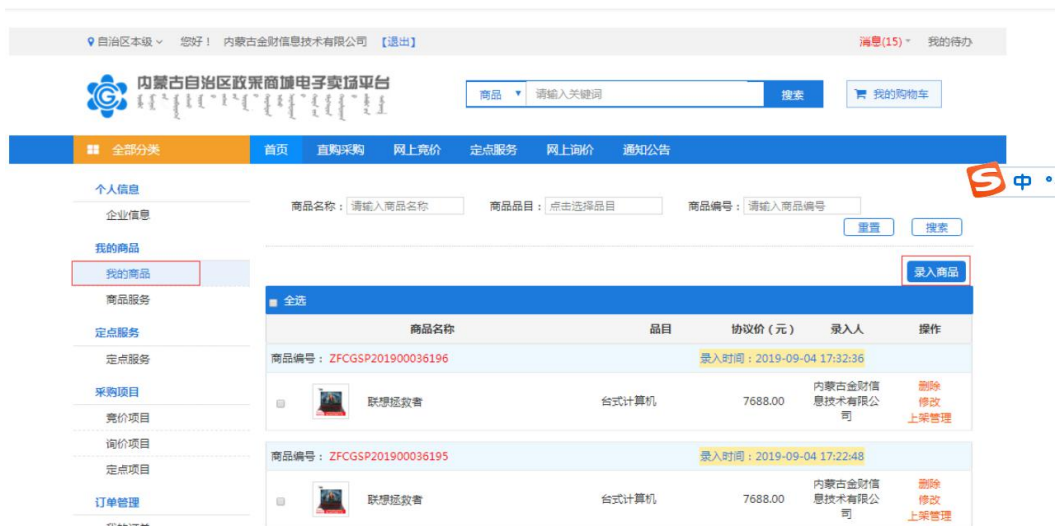 自治区本级 您好！ 内蒙古金财信息技术有限公司 【退出】 消息(15) 我的待办
内蒙古自治区政采商城电子卖场平台
商品 请输入关键词 搜索 我的购物车
全部分类 首页 直购采购 网上竞价 定点服务 网上询价 通知公告
中
个人信息
企业信息
我的商品
我的商品
商品服务
定点服务
定点服务
采购项目
竞价项目
询价项目
定点项目
订单管理
商品名称： 请输入商品名称 商品品目： 点击选择品目 商品编号： 请输入商品编号
重置 搜索
录入商品
全选
商品名称 品目 协议价（元） 录入人 操作
商品编号： ZFCGSP201900036196 录入时间：2019-09-04 17:32:36
联想拯救者 台式计算机 7688.00 内蒙古金财信息技术有限公司 删除 修改 上架管理
商品编号： ZFCGSP201900036195 录入时间：2019-09-04 17:22:48
联想拯救者 台式计算机 7688.00 内蒙古金财信息技术有限公司 删除 修改 上架管理